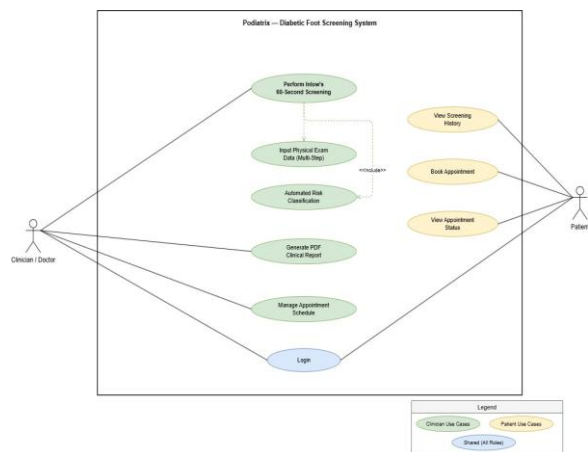 Podiatrix — Diabetic Foot Screening System
Perform Inlow's
60-Second Screening
View Screening
History
Input Physical Exam
Data (Multi-Step)
<<Include>>
Book Appointment
Automated Risk
Classification
View Appointment
Status
Clinician / Doctor
Patient
Generate PDF
Clinical Report
Manage Appointment
Schedule
Login
Legend
Clinician Use Cases
Patient Use Cases
Shared (All Roles)